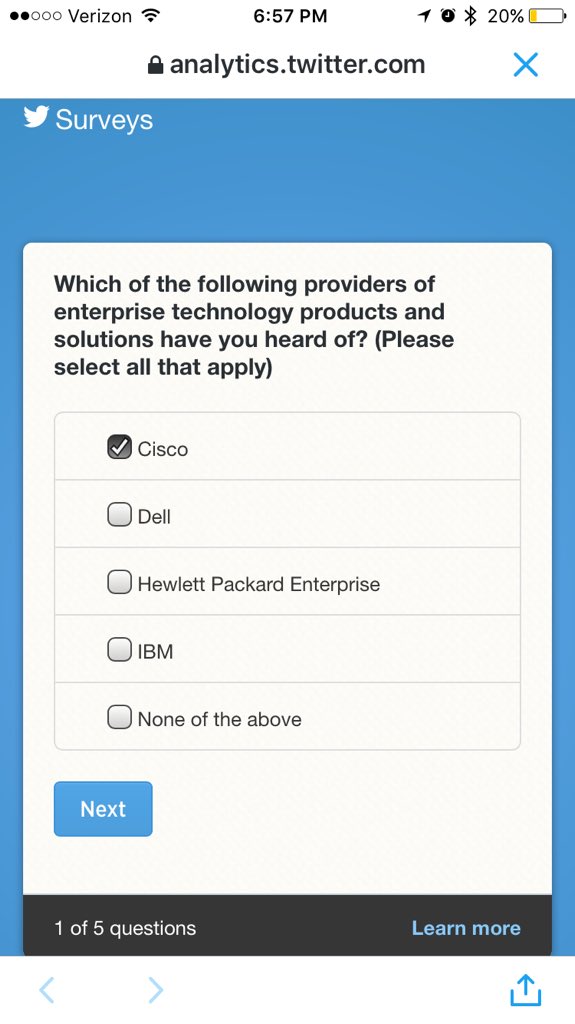 Verizon 6:57 PM 20%
analytics.twitter.com
Surveys
Which of the following providers of
enterprise technology products and
solutions have you heard of? (Please
select all that apply)
Cisco
Dell
Hewlett Packard Enterprise
IBM
None of the above
Next
1 of 5 questions Learn more